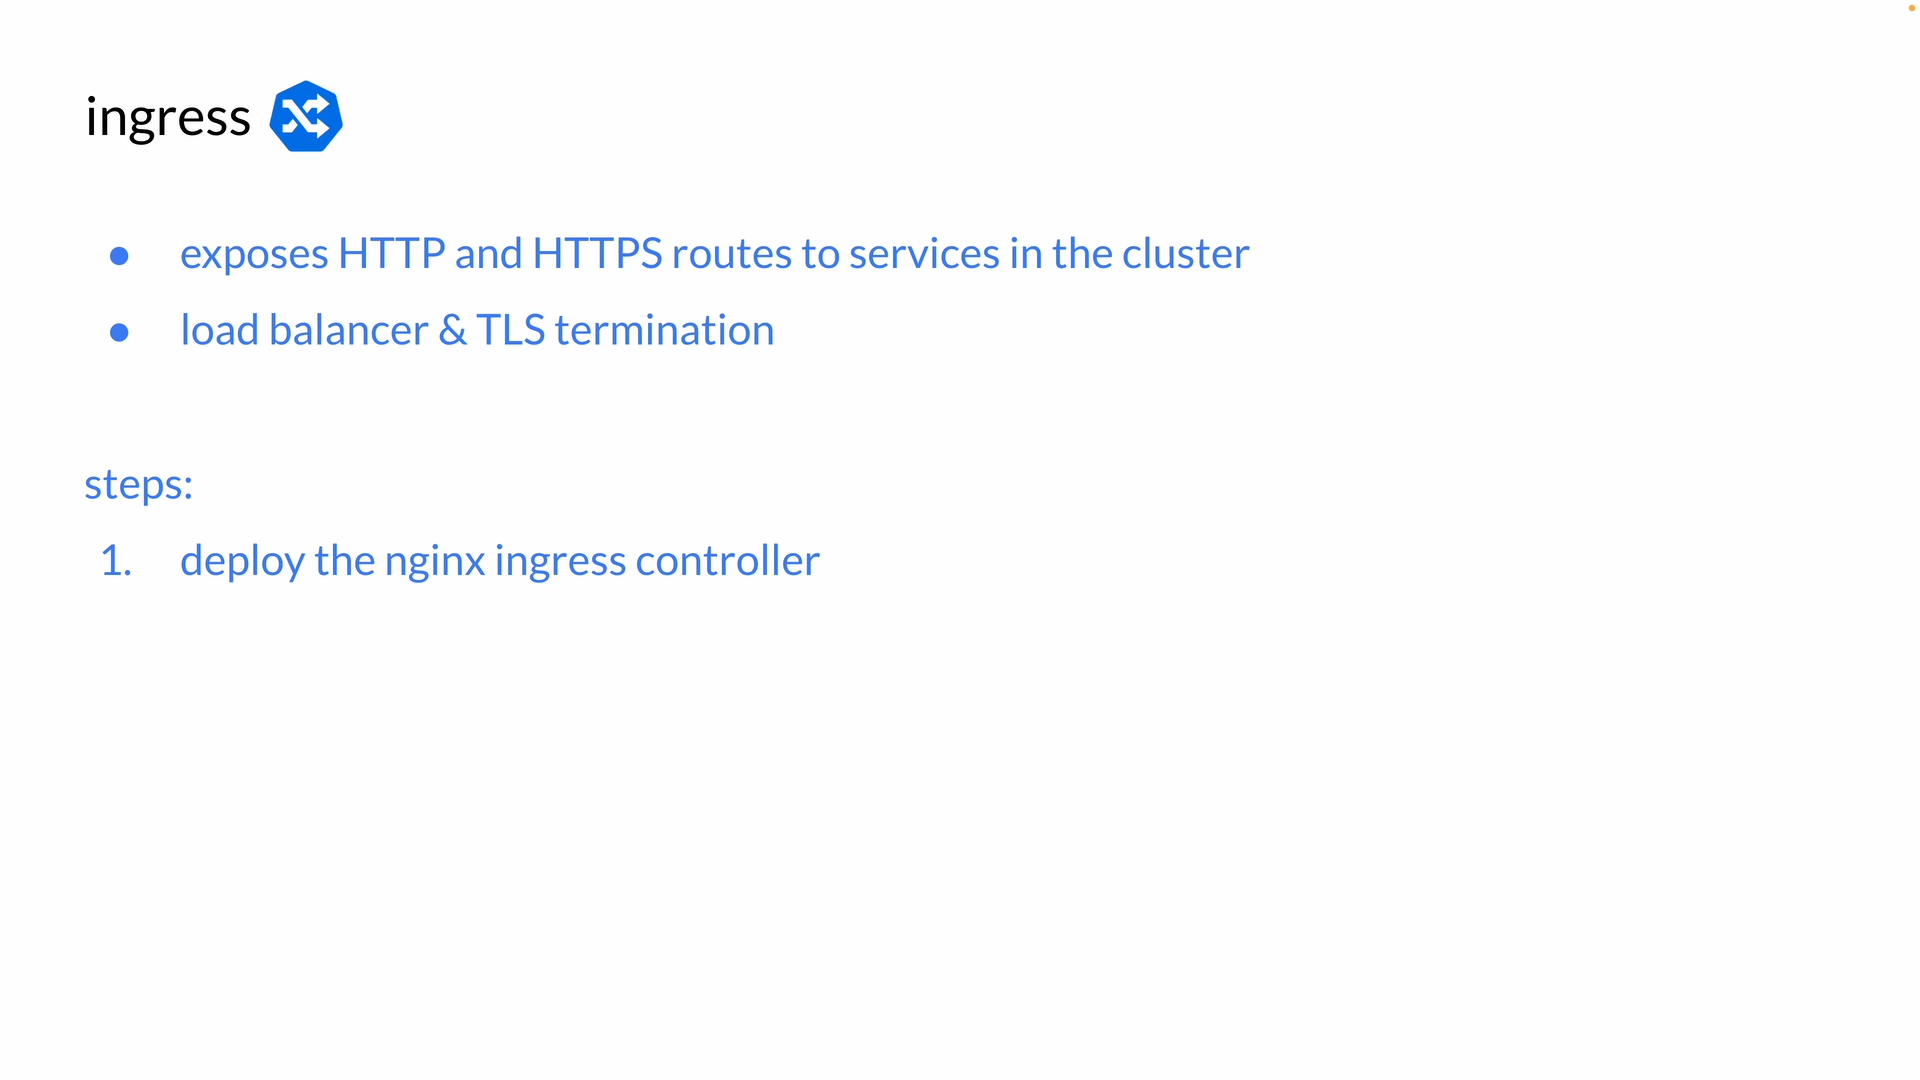 ingress
● exposes HTTP and HTTPS routes to services in the cluster
● load balancer & TLS termination
steps:
1. deploy the nginx ingress controller